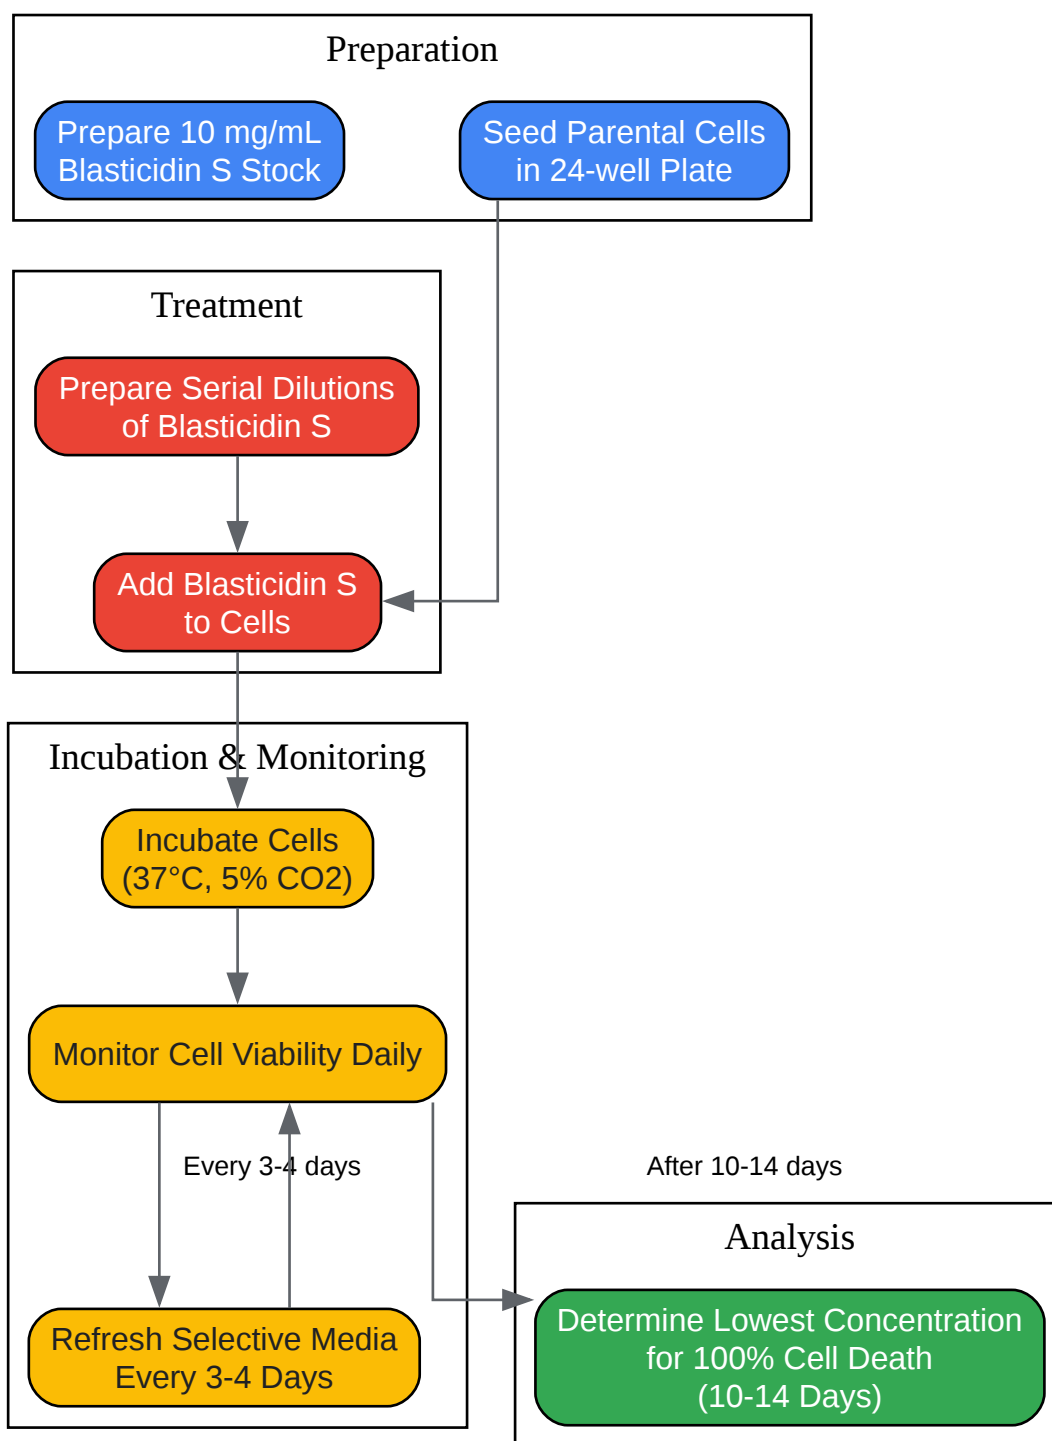 Preparation
Prepare 10 mg/mL
Blasticidin S Stock
Seed Parental Cells
in 24-well Plate
Treatment
Prepare Serial Dilutions
of Blasticidin S
Add Blasticidin S
to Cells
Incubation & Monitoring
Incubate Cells
(37°C, 5% CO2)
Monitor Cell Viability Daily
Every 3-4 days
After 10-14 days
Refresh Selective Media
Every 3-4 Days
Analysis
Determine Lowest Concentration
for 100% Cell Death
(10-14 Days)